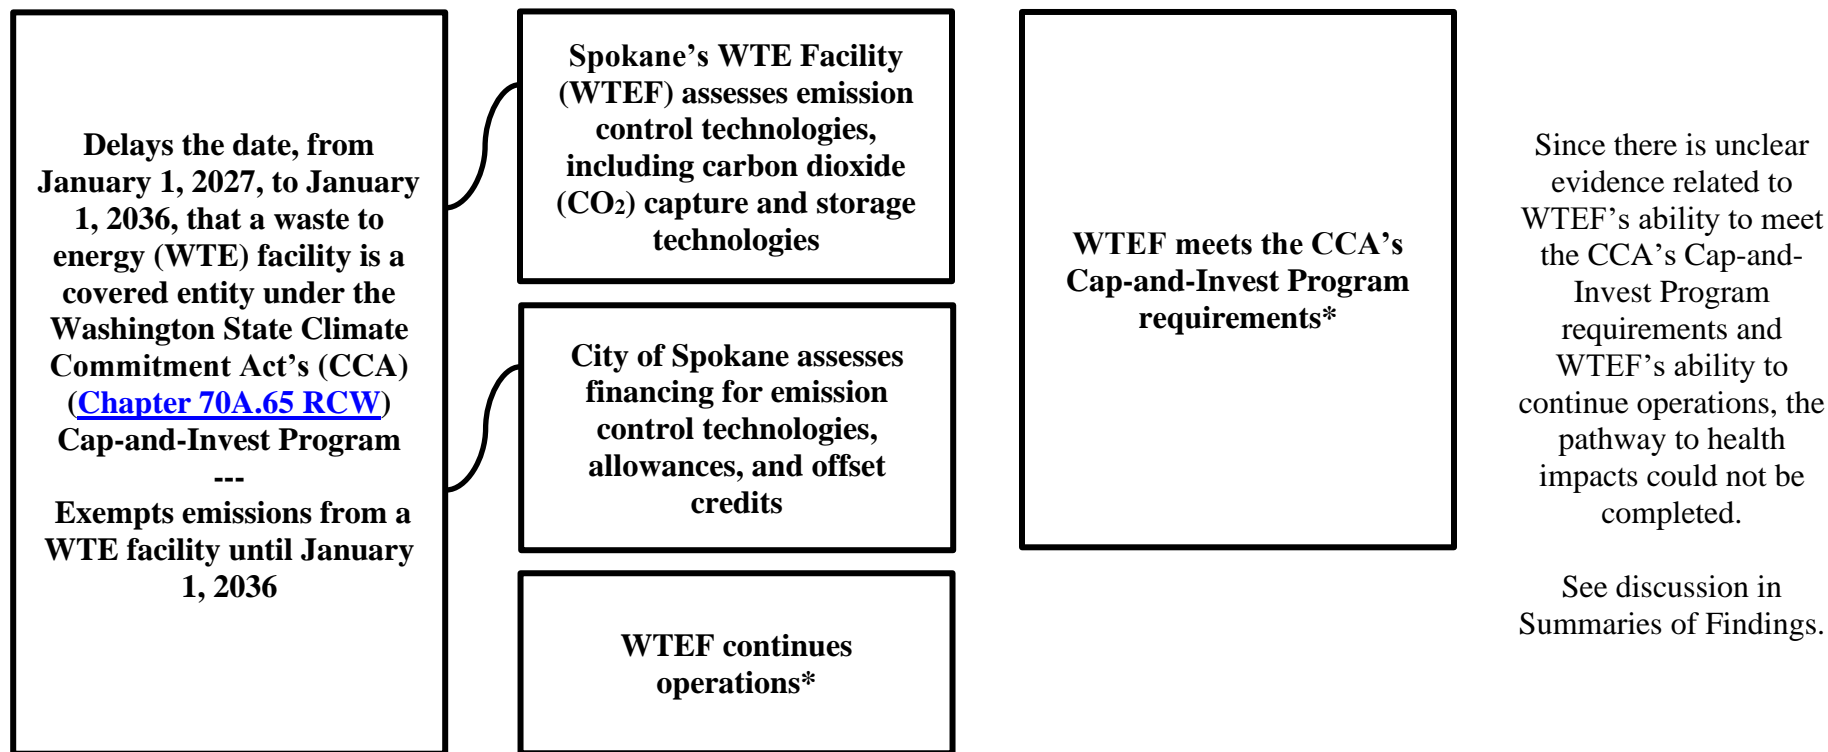 Delays the date, from
January 1, 2027, to January
1, 2036, that a waste to
energy (WTE) facility is a
covered entity under the
Washington State Climate
Commitment Act’s (CCA)
(Chapter 70A.65 RCW)
Cap-and-Invest Program
---
Exempts emissions from a
WTE facility until January
1, 2036
Spokane’s WTE Facility
(WTEF) assesses emission
control technologies,
including carbon dioxide
(CO₂) capture and storage
technologies
City of Spokane assesses
financing for emission
control technologies,
allowances, and offset
credits
WTEF continues
operations*
WTEF meets the CCA’s
Cap-and-Invest Program
requirements*
Since there is unclear
evidence related to
WTEF’s ability to meet
the CCA’s Cap-and-
Invest Program
requirements and
WTEF’s ability to
continue operations, the
pathway to health
impacts could not be
completed.
See discussion in
Summaries of Findings.